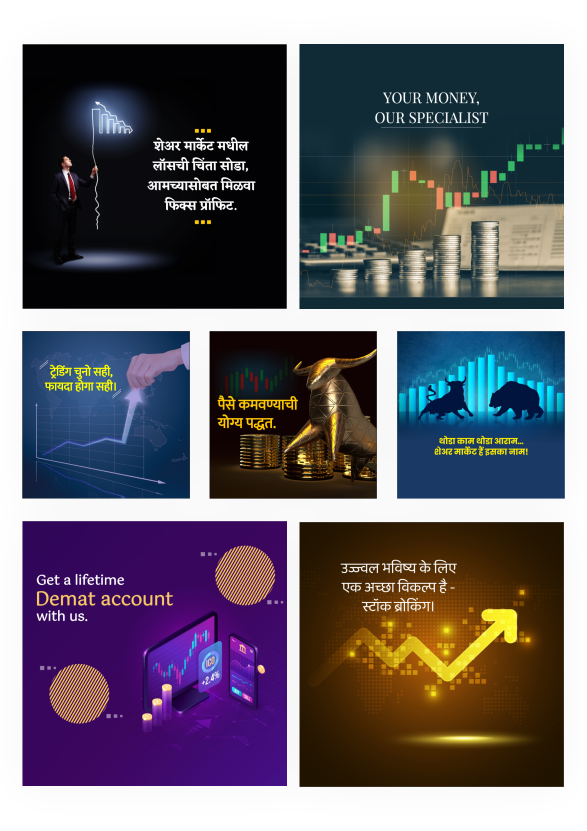 शेअर मार्केट मधील
लॉसची चिंता सोडा,
आमच्यासोबत मिळवा
फिक्स प्रॉफिट.
YOUR MONEY,
OUR SPECIALIST
ट्रेडिंग चुनो सही,
फायदा होगा सही।
पैसे कमवण्याची
योग्य पद्धत.
थोडा काम थोडा आराम...
शेअर मार्केट हैं इसका नाम!
Get a lifetime
Demat account
with us.
+2.4%
उज्ज्वल भविष्य के लिए
एक अच्छा विकल्प है -
स्टॉक ब्रोकिंग।